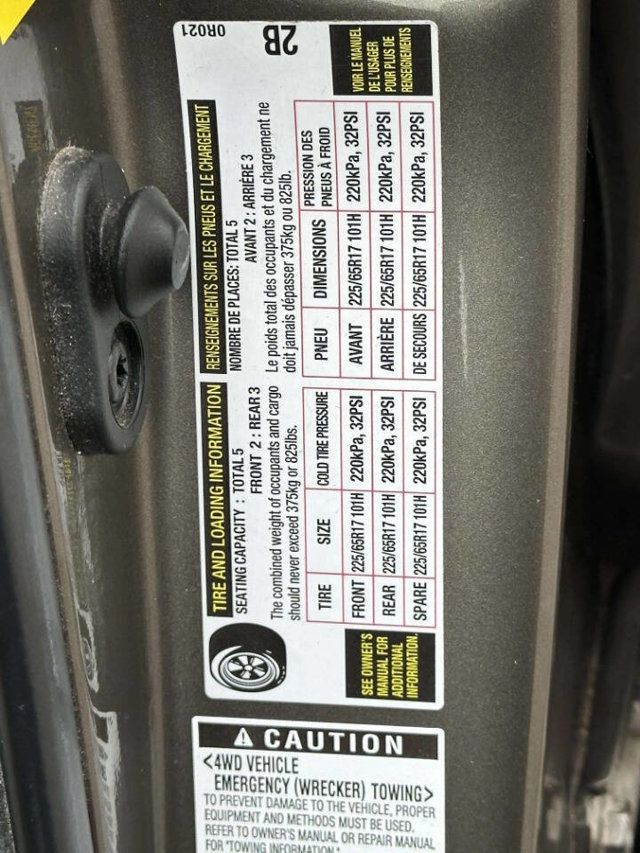 TIRE AND LOADING INFORMATION
SEATING CAPACITY : TOTAL 5
FRONT 2 : REAR 3
The combined weight of occupants and cargo
should never exceed 375kg or 825lbs.
TIRE SIZE COLD TIRE PRESSURE
FRONT 225/65R17 101H 220kPa, 32PSI
REAR 225/65R17 101H 220kPa, 32PSI
SPARE 225/65R17 101H 220kPa, 32PSI
SEE OWNER'S
MANUAL FOR
ADDITIONAL
INFORMATION.
RENSEIGNEMENTS SUR LES PNEUS ET LE CHARGEMENT
NOMBRE DE PLACES: TOTAL 5
AVANT 2 : ARRIÈRE 3
Le poids total des occupants et du chargement ne
doit jamais dépasser 375kg ou 825lb.
PNEU DIMENSIONS PRESSION DES
PNEUS À FROID
AVANT 225/65R17 101H 220kPa, 32PSI
ARRIÈRE 225/65R17 101H 220kPa, 32PSI
DE SECOURS 225/65R17 101H 220kPa, 32PSI
VOIR LE MANUEL
DE L'USAGER
POUR PLUS DE
RENSEIGNEMENTS
2B
0R021
CAUTION
<4WD VEHICLE
EMERGENCY (WRECKER) TOWING>
TO PREVENT DAMAGE TO THE VEHICLE, PROPER
EQUIPMENT AND METHODS MUST BE USED.
REFER TO OWNER'S MANUAL OR REPAIR MANUAL
FOR "TOWING INFORMATION."